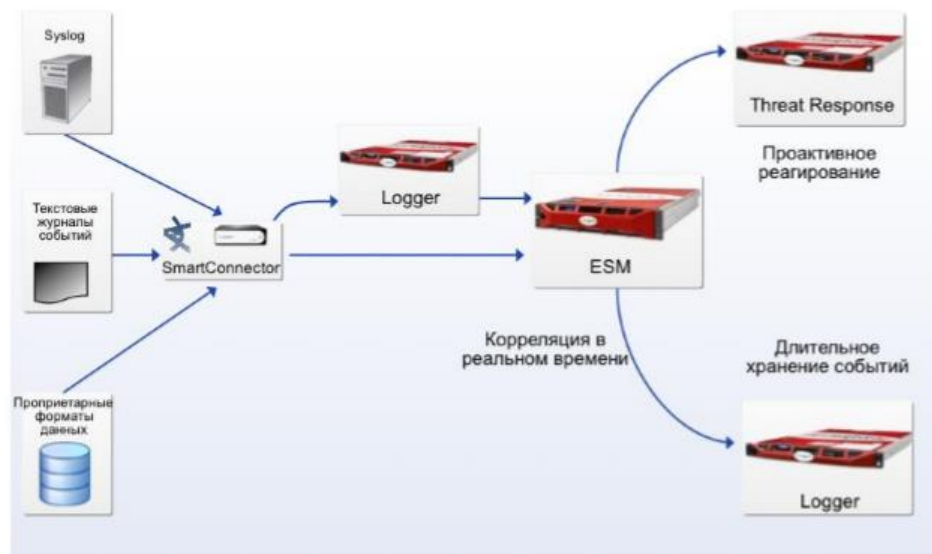 Syslog
Текстовые
журналы
событий
Проприетарные
форматы
данных
SmartConnector
Logger
ESM
Корреляция в
реальном времени
Threat Response
Проактивное
реагирование
Длительное
хранение событий
Logger